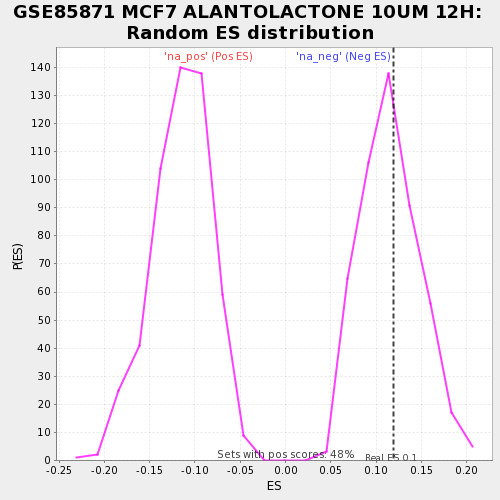 GSE85871 MCF7 ALANTOLACTONE 10UM 12H:
Random ES distribution
'na_pos' (Pos ES) 'na_neg' (Neg ES)
140
130
120
110
100
90
80
70
60
50
40
30
20
10
0
P(ES)
Sets with pos scores: 48%
Real ES 0.1
-0.25 -0.20 -0.15 -0.10 -0.05 0.00 0.05 0.10 0.15 0.20
ES